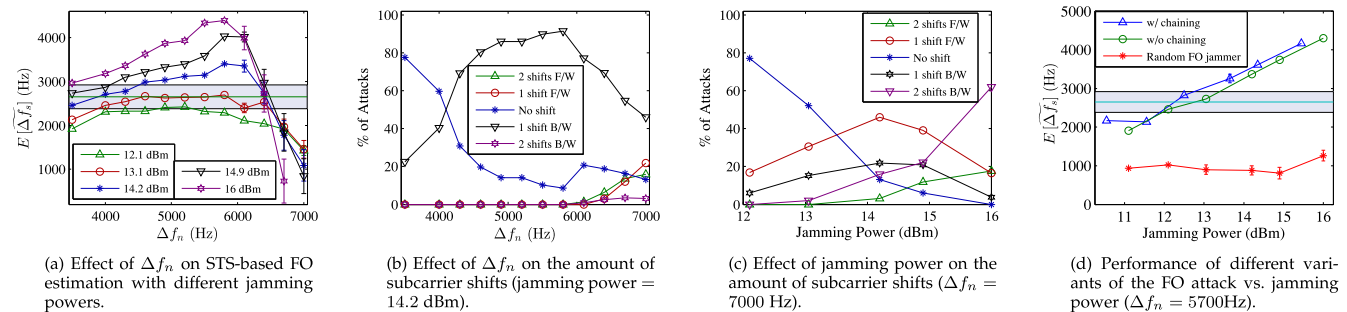 E [Δf̃s] (Hz)
4000
3000
2000
1000
12.1 dBm
13.1 dBm
14.2 dBm
14.9 dBm
16 dBm
4000 5000 6000 7000
Δfn (Hz)
(a) Effect of Δfn on STS-based FO
estimation with different jamming
powers.
% of Attacks
100
80
60
40
20
0
2 shifts F/W
1 shift F/W
No shift
1 shift B/W
2 shifts B/W
4000 5000 6000 7000
Δfn (Hz)
(b) Effect of Δfn on the amount of
subcarrier shifts (jamming power =
14.2 dBm).
% of Attacks
100
80
60
40
20
0
2 shifts F/W
1 shift F/W
No shift
1 shift B/W
2 shifts B/W
12 13 14 15 16
Jamming Power (dBm)
(c) Effect of jamming power on the
amount of subcarrier shifts (Δfn =
7000 Hz).
E [Δf̃s] (Hz)
5000
4000
3000
2000
1000
0
w/ chaining
w/o chaining
Random FO jammer
11 12 13 14 15 16
Jamming Power (dBm)
(d) Performance of different vari-
ants of the FO attack vs. jamming
power (Δfn = 5700Hz).